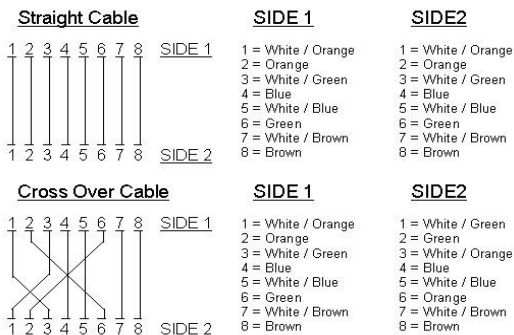 Straight Cable
1 2 3 4 5 6 7 8 SIDE 1
1 2 3 4 5 6 7 8 SIDE 2
SIDE 1
1 = White / Orange
2 = Orange
3 = White / Green
4 = Blue
5 = White / Blue
6 = Green
7 = White / Brown
8 = Brown
SIDE2
1 = White / Orange
2 = Orange
3 = White / Green
4 = Blue
5 = White / Blue
6 = Green
7 = White / Brown
8 = Brown
Cross Over Cable
1 2 3 4 5 6 7 8 SIDE 1
1 2 3 4 5 6 7 8 SIDE 2
SIDE 1
1 = White / Orange
2 = Orange
3 = White / Green
4 = Blue
5 = White / Blue
6 = Green
7 = White / Brown
8 = Brown
SIDE2
1 = White / Green
2 = Green
3 = White / Orange
4 = Blue
5 = White / Blue
6 = Orange
7 = White / Brown
8 = Brown